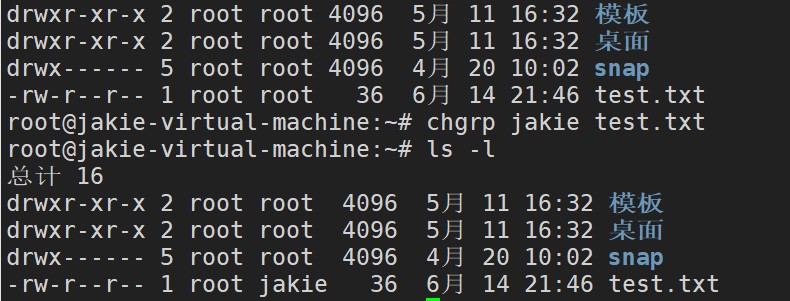 drwxr-xr-x 2 root root 4096  5月 11 16:32 模板
drwxr-xr-x 2 root root 4096  5月 11 16:32 桌面
drwx------ 5 root root 4096  4月 20 10:02 snap
-rw-r--r-- 1 root root   36  6月 14 21:46 test.txt
root@jakie-virtual-machine:~# chgrp jakie test.txt
root@jakie-virtual-machine:~# ls -l
总计 16
drwxr-xr-x 2 root root  4096  5月 11 16:32 模板
drwxr-xr-x 2 root root  4096  5月 11 16:32 桌面
drwx------ 5 root root  4096  4月 20 10:02 snap
-rw-r--r-- 1 root jakie   36  6月 14 21:46 test.txt